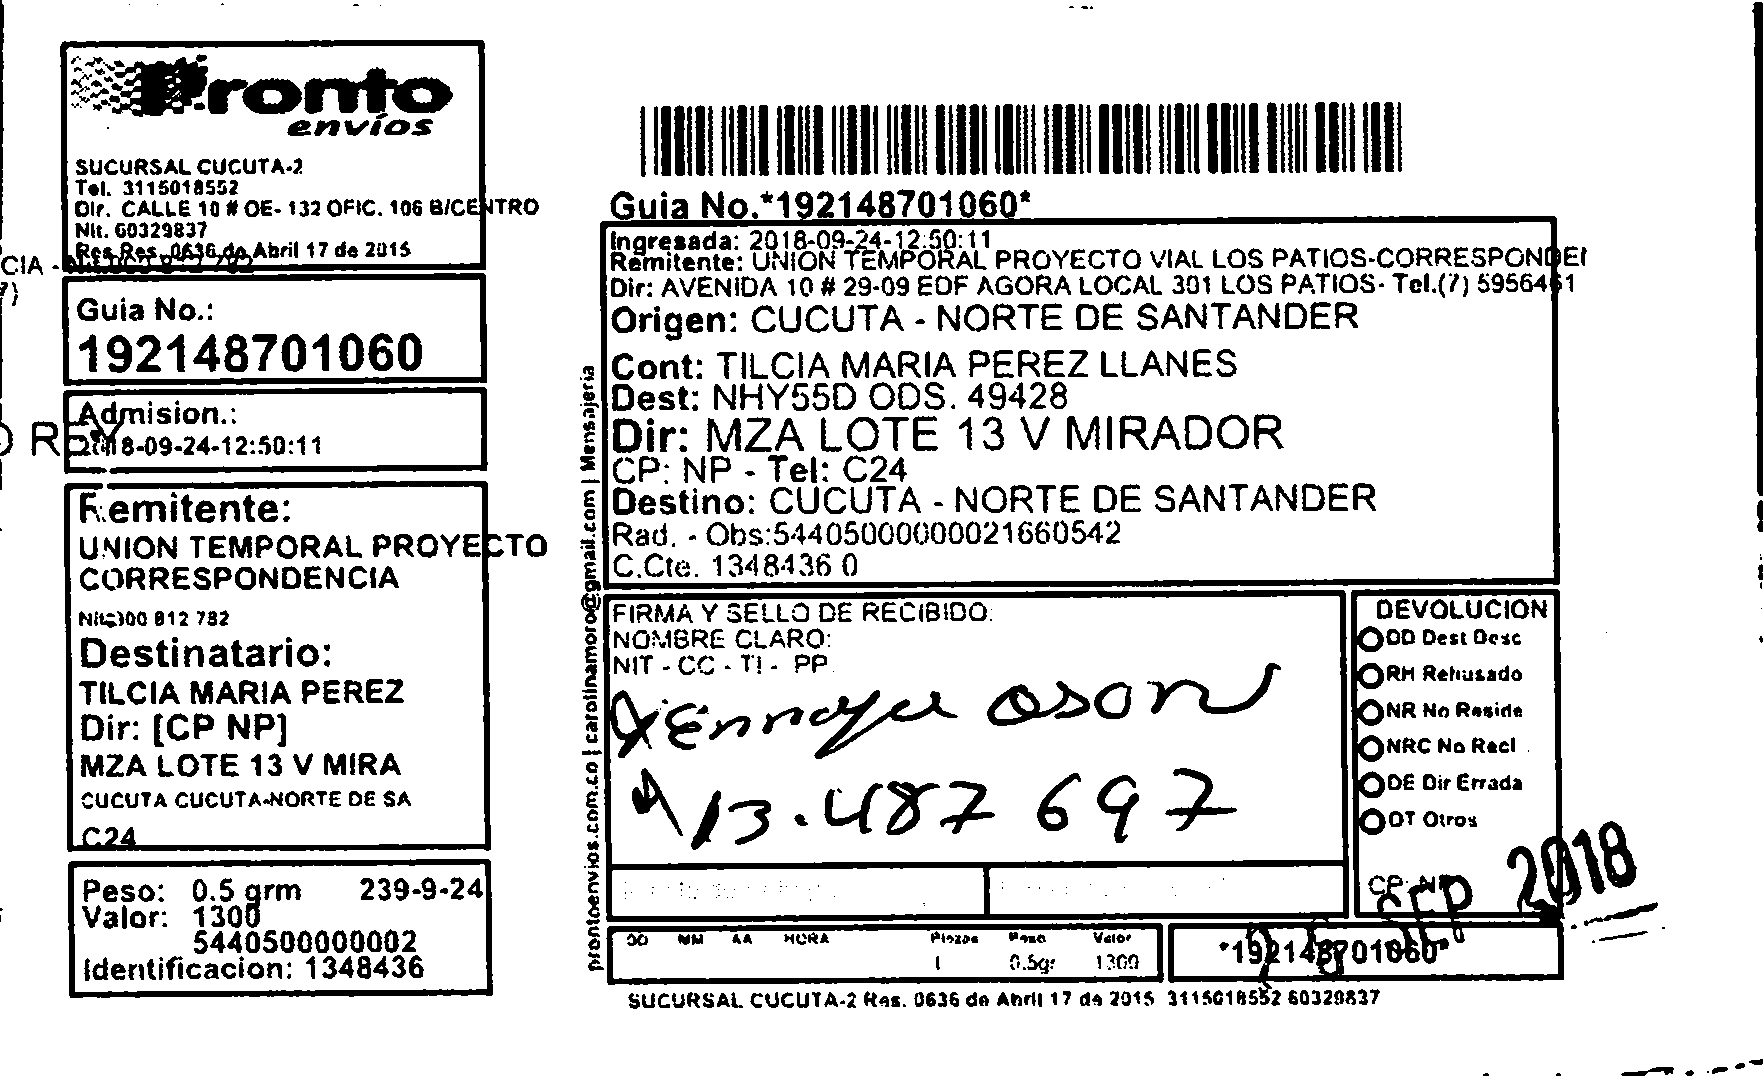 Pronto
envíos
SUCURSAL CUCUTA-2
Tel. 3115018552
Dir. CALLE 10 # OE- 132 OFIC. 106 B/CENTRO
Nit. 60329837
Res.Res. 0636 de Abril 17 de 2015
CIA -
Guia No.:
192148701060
Admision.:
2018-09-24-12:50:11
Remitente:
UNION TEMPORAL PROYECTO
CORRESPONDENCIA
812 782
Destinatario:
TILCIA MARIA PEREZ
Dir: [CP NP]
MZA LOTE 13 V MIRA
CUCUTA CUCUTA-NORTE DE SA
C24
Peso: 0.5 grm 239-9-24
Valor: 1300
5440500000002
Identificacion: 1348436
prontoenvios.com.co | carolinamoro@gmail.com | Mensajeria
Guia No.*192148701060*
Ingresada: 2018-09-24-12:50:11
Remitente: UNION TEMPORAL PROYECTO VIAL LOS PATIOS-CORRESPONDEI
Dir: AVENIDA 10 # 29-09 EDF AGORA LOCAL 301 LOS PATIOS- Tel.(7) 5956461
Origen: CUCUTA - NORTE DE SANTANDER
Cont: TILCIA MARIA PEREZ LLANES
Dest: NHY55D ODS. 49428
Dir: MZA LOTE 13 V MIRADOR
CP: NP - Tel: C24
Destino: CUCUTA - NORTE DE SANTANDER
Rad. - Obs:54405000000021660542
C.Cte. 1348436 0
FIRMA Y SELLO DE RECIBIDO:
NOMBRE CLARO:
NIT - CC - TI - PP
13.487 697
DEVOLUCION
DD Dest Desc
RH Rehusado
NR No Reside
NRC No Recl
DE Dir Errada
OT Otros
CP: NP
SEP 2018
DD MM AA HORA Piezas Peso Valor
1 0.5gr 1300
*192148701060*
SUCURSAL CUCUTA-2 Res. 0636 de Abril 17 de 2015 3115018552 60329837